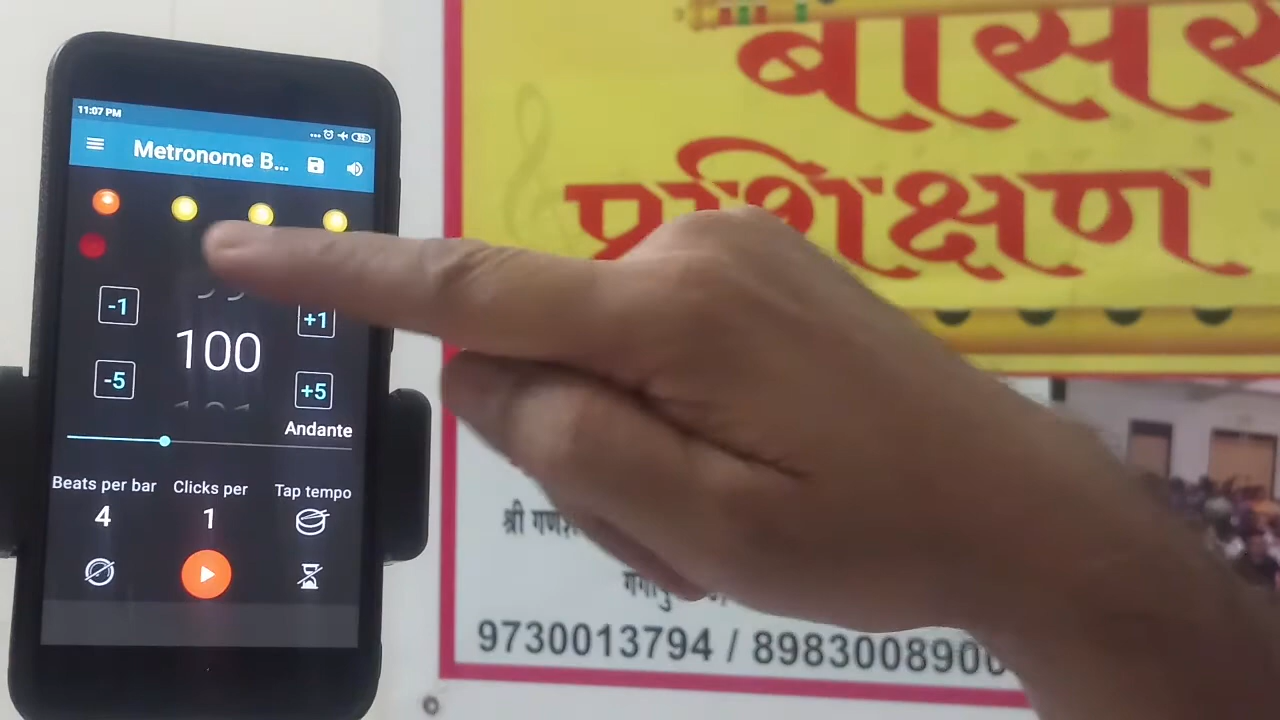 11:07 PM
Metronome B...
-1
100
+1
-5
+5
Andante
Beats per bar
Clicks per
Tap tempo
4
1
प्रशिक्षण
श्री
9730013794 / 898300890